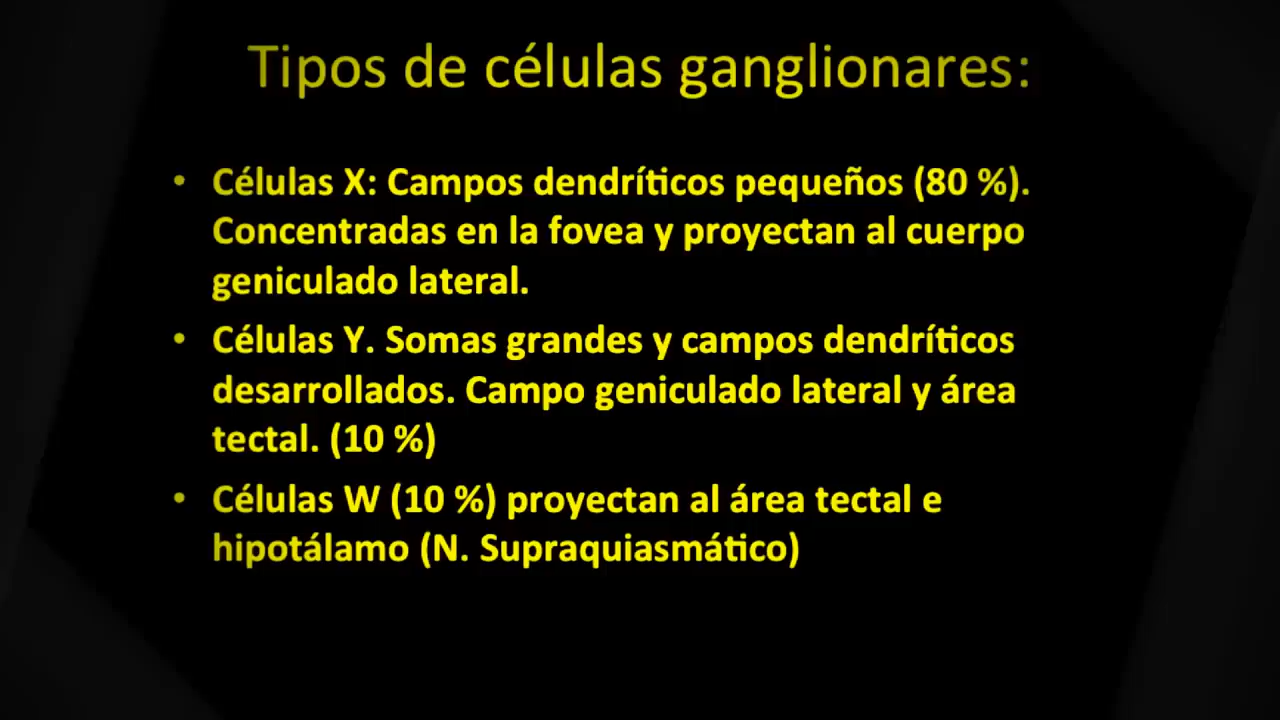 Tipos de células ganglionares:
• Células X: Campos dendríticos pequeños (80 %).
Concentradas en la fovea y proyectan al cuerpo
geniculado lateral.
• Células Y. Somas grandes y campos dendríticos
desarrollados. Campo geniculado lateral y área
tectal. (10 %)
• Células W (10 %) proyectan al área tectal e
hipotálamo (N. Supraquiasmático)